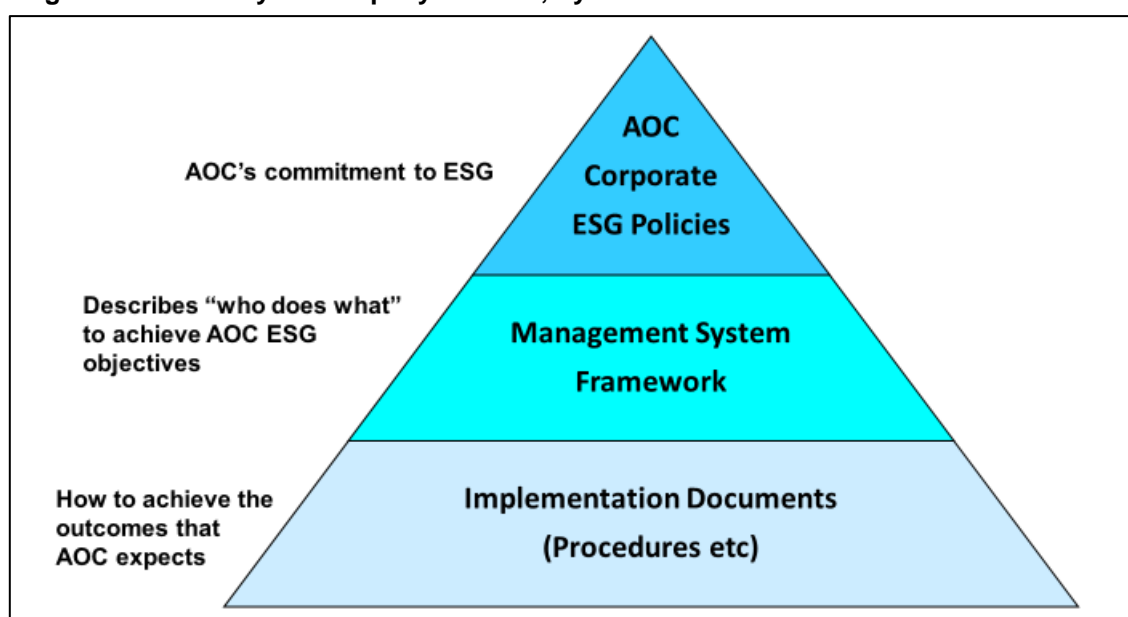 AOC
Corporate
ESG Policies
AOC’s commitment to ESG
Describes “who does what”
to achieve AOC ESG
objectives
Management System
Framework
How to achieve the
outcomes that
AOC expects
Implementation Documents
(Procedures etc)